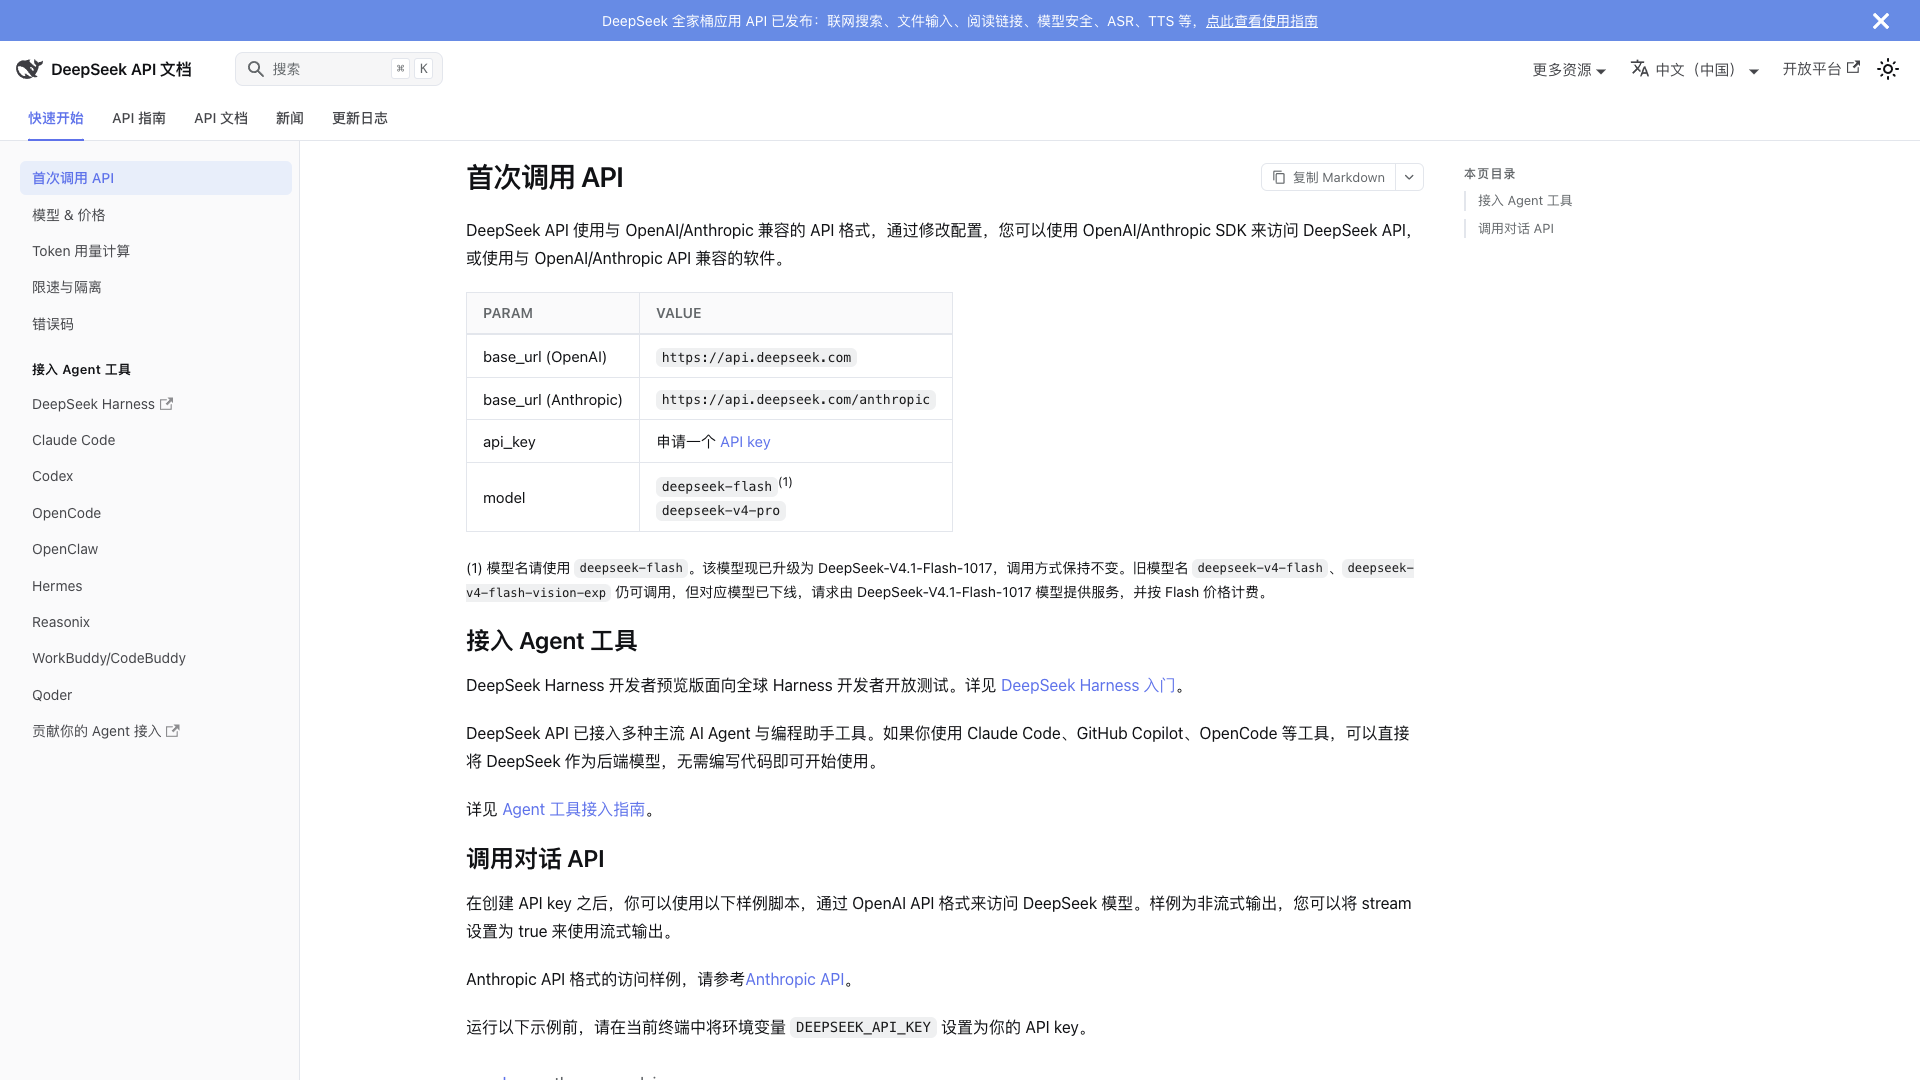 DeepSeek 全家桶应用 API 已发布：联网搜索、文件输入、阅读链接、模型安全、ASR、TTS 等，点此查看使用指南
DeepSeek API 文档
搜索
⌘ K
更多资源
中文（中国）
开放平台
快速开始
API 指南
API 文档
新闻
更新日志
首次调用 API
模型 & 价格
Token 用量计算
限速与隔离
错误码
接入 Agent 工具
DeepSeek Harness
Claude Code
Codex
OpenCode
OpenClaw
Hermes
Reasonix
WorkBuddy/CodeBuddy
Qoder
贡献你的 Agent 接入
首次调用 API
复制 Markdown
DeepSeek API 使用与 OpenAI/Anthropic 兼容的 API 格式，通过修改配置，您可以使用 OpenAI/Anthropic SDK 来访问 DeepSeek API，
或使用与 OpenAI/Anthropic API 兼容的软件。
PARAM VALUE
base_url (OpenAI) https://api.deepseek.com
base_url (Anthropic) https://api.deepseek.com/anthropic
api_key 申请一个 API key
model deepseek-flash(1)
deepseek-v4-pro
(1) 模型名请使用 deepseek-flash。该模型现已升级为 DeepSeek-V4.1-Flash-1017，调用方式保持不变。旧模型名 deepseek-v4-flash、deepseek-
v4-flash-vision-exp 仍可调用，但对应模型已下线，请求由 DeepSeek-V4.1-Flash-1017 模型提供服务，并按 Flash 价格计费。
接入 Agent 工具
DeepSeek Harness 开发者预览版面向全球 Harness 开发者开放测试。详见 DeepSeek Harness 入门。
DeepSeek API 已接入多种主流 AI Agent 与编程助手工具。如果你使用 Claude Code、GitHub Copilot、OpenCode 等工具，可以直接
将 DeepSeek 作为后端模型，无需编写代码即可开始使用。
详见 Agent 工具接入指南。
调用对话 API
在创建 API key 之后，你可以使用以下样例脚本，通过 OpenAI API 格式来访问 DeepSeek 模型。样例为非流式输出，您可以将 stream
设置为 true 来使用流式输出。
Anthropic API 格式的访问样例，请参考Anthropic API。
运行以下示例前，请在当前终端中将环境变量 DEEPSEEK_API_KEY 设置为你的 API key。
本页目录
接入 Agent 工具
调用对话 API